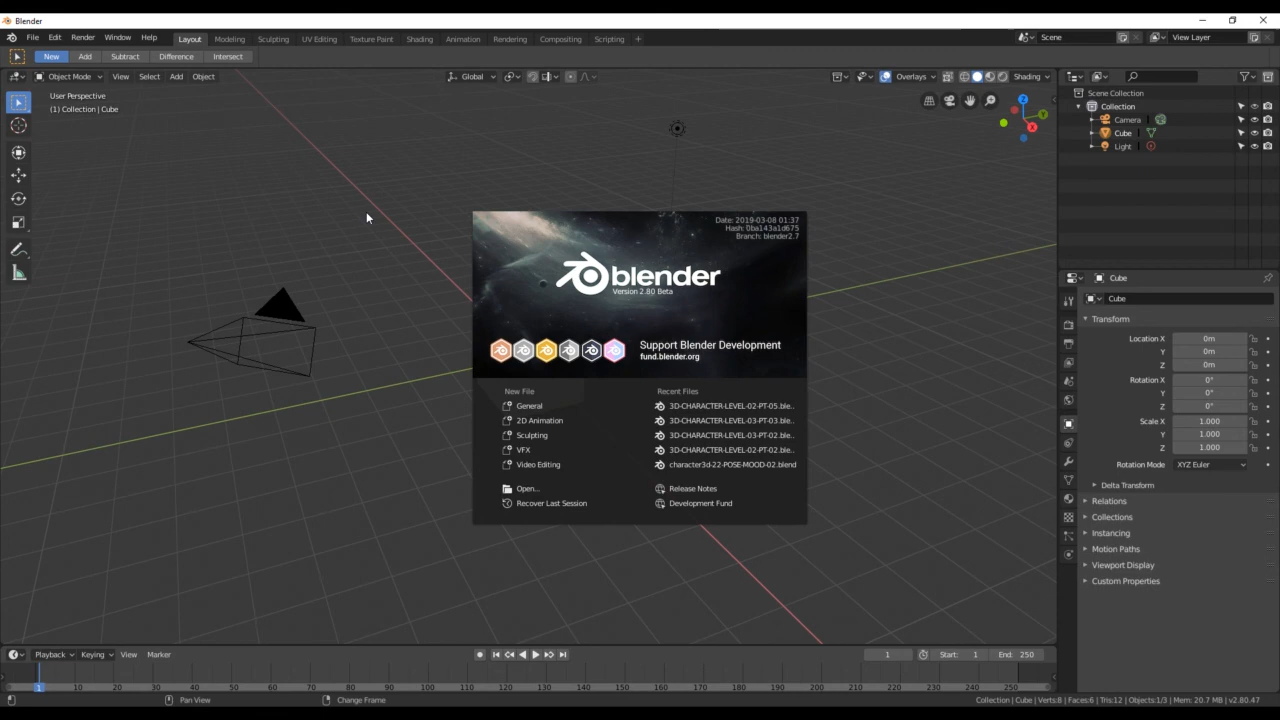 Blender
File Edit Render Window Help Layout Modeling Sculpting UV Editing Texture Paint Shading Animation Rendering Compositing Scripting + Scene View Layer
New Add Subtract Difference Intersect
Object Mode View Select Add Object Global Overlays Shading
User Perspective
(1) Collection | Cube
Scene Collection
Collection
Camera
Cube
Light
Z
Y
X
Date: 2019-03-08 01:37
Hash: 0ba143a1d675
Branch: blender2.7
blender
Version 2.80 Beta
Support Blender Development
fund.blender.org
New File
General
2D Animation
Sculpting
VFX
Video Editing
Open...
Recover Last Session
Recent Files
3D-CHARACTER-LEVEL-02-PT-05.ble..
3D-CHARACTER-LEVEL-03-PT-03.ble..
3D-CHARACTER-LEVEL-03-PT-02.ble..
3D-CHARACTER-LEVEL-02-PT-02.ble..
character3d-22-POSE-MOOD-02.blend
Release Notes
Development Fund
Cube
Cube
Transform
Location X 0m
Y 0m
Z 0m
Rotation X 0°
Y 0°
Z 0°
Scale X 1.000
Y 1.000
Z 1.000
Rotation Mode XYZ Euler
Delta Transform
Relations
Collections
Instancing
Motion Paths
Viewport Display
Custom Properties
Playback Keying View Marker 1 Start: 1 End: 250
1 10 20 30 40 50 60 70 80 90 100 110 120 130 140 150 160 170 180 190 200 210 220 230 240 250
Pan View Change Frame Collection | Cube | Verts:8 | Faces:6 | Tris:12 | Objects:1/3 | Mem: 20.7 MB | v2.80.47